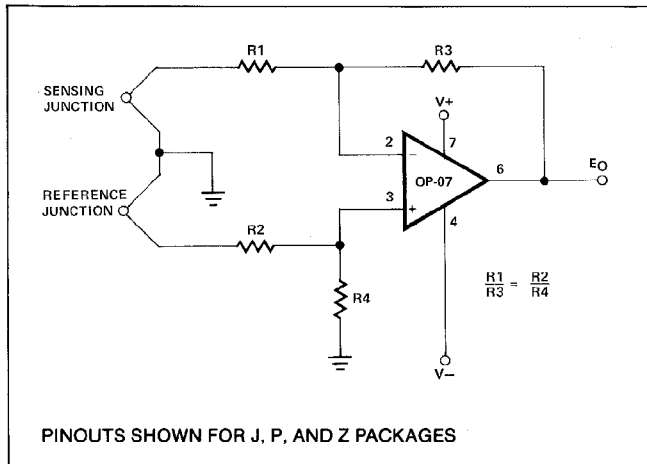 R1
R3
SENSING
JUNCTION
V+
2
7
−
6
EO
OP-07
REFERENCE
JUNCTION
3
+
4
R2
R1/R3 = R2/R4
R4
V−
PINOUTS SHOWN FOR J, P, AND Z PACKAGES